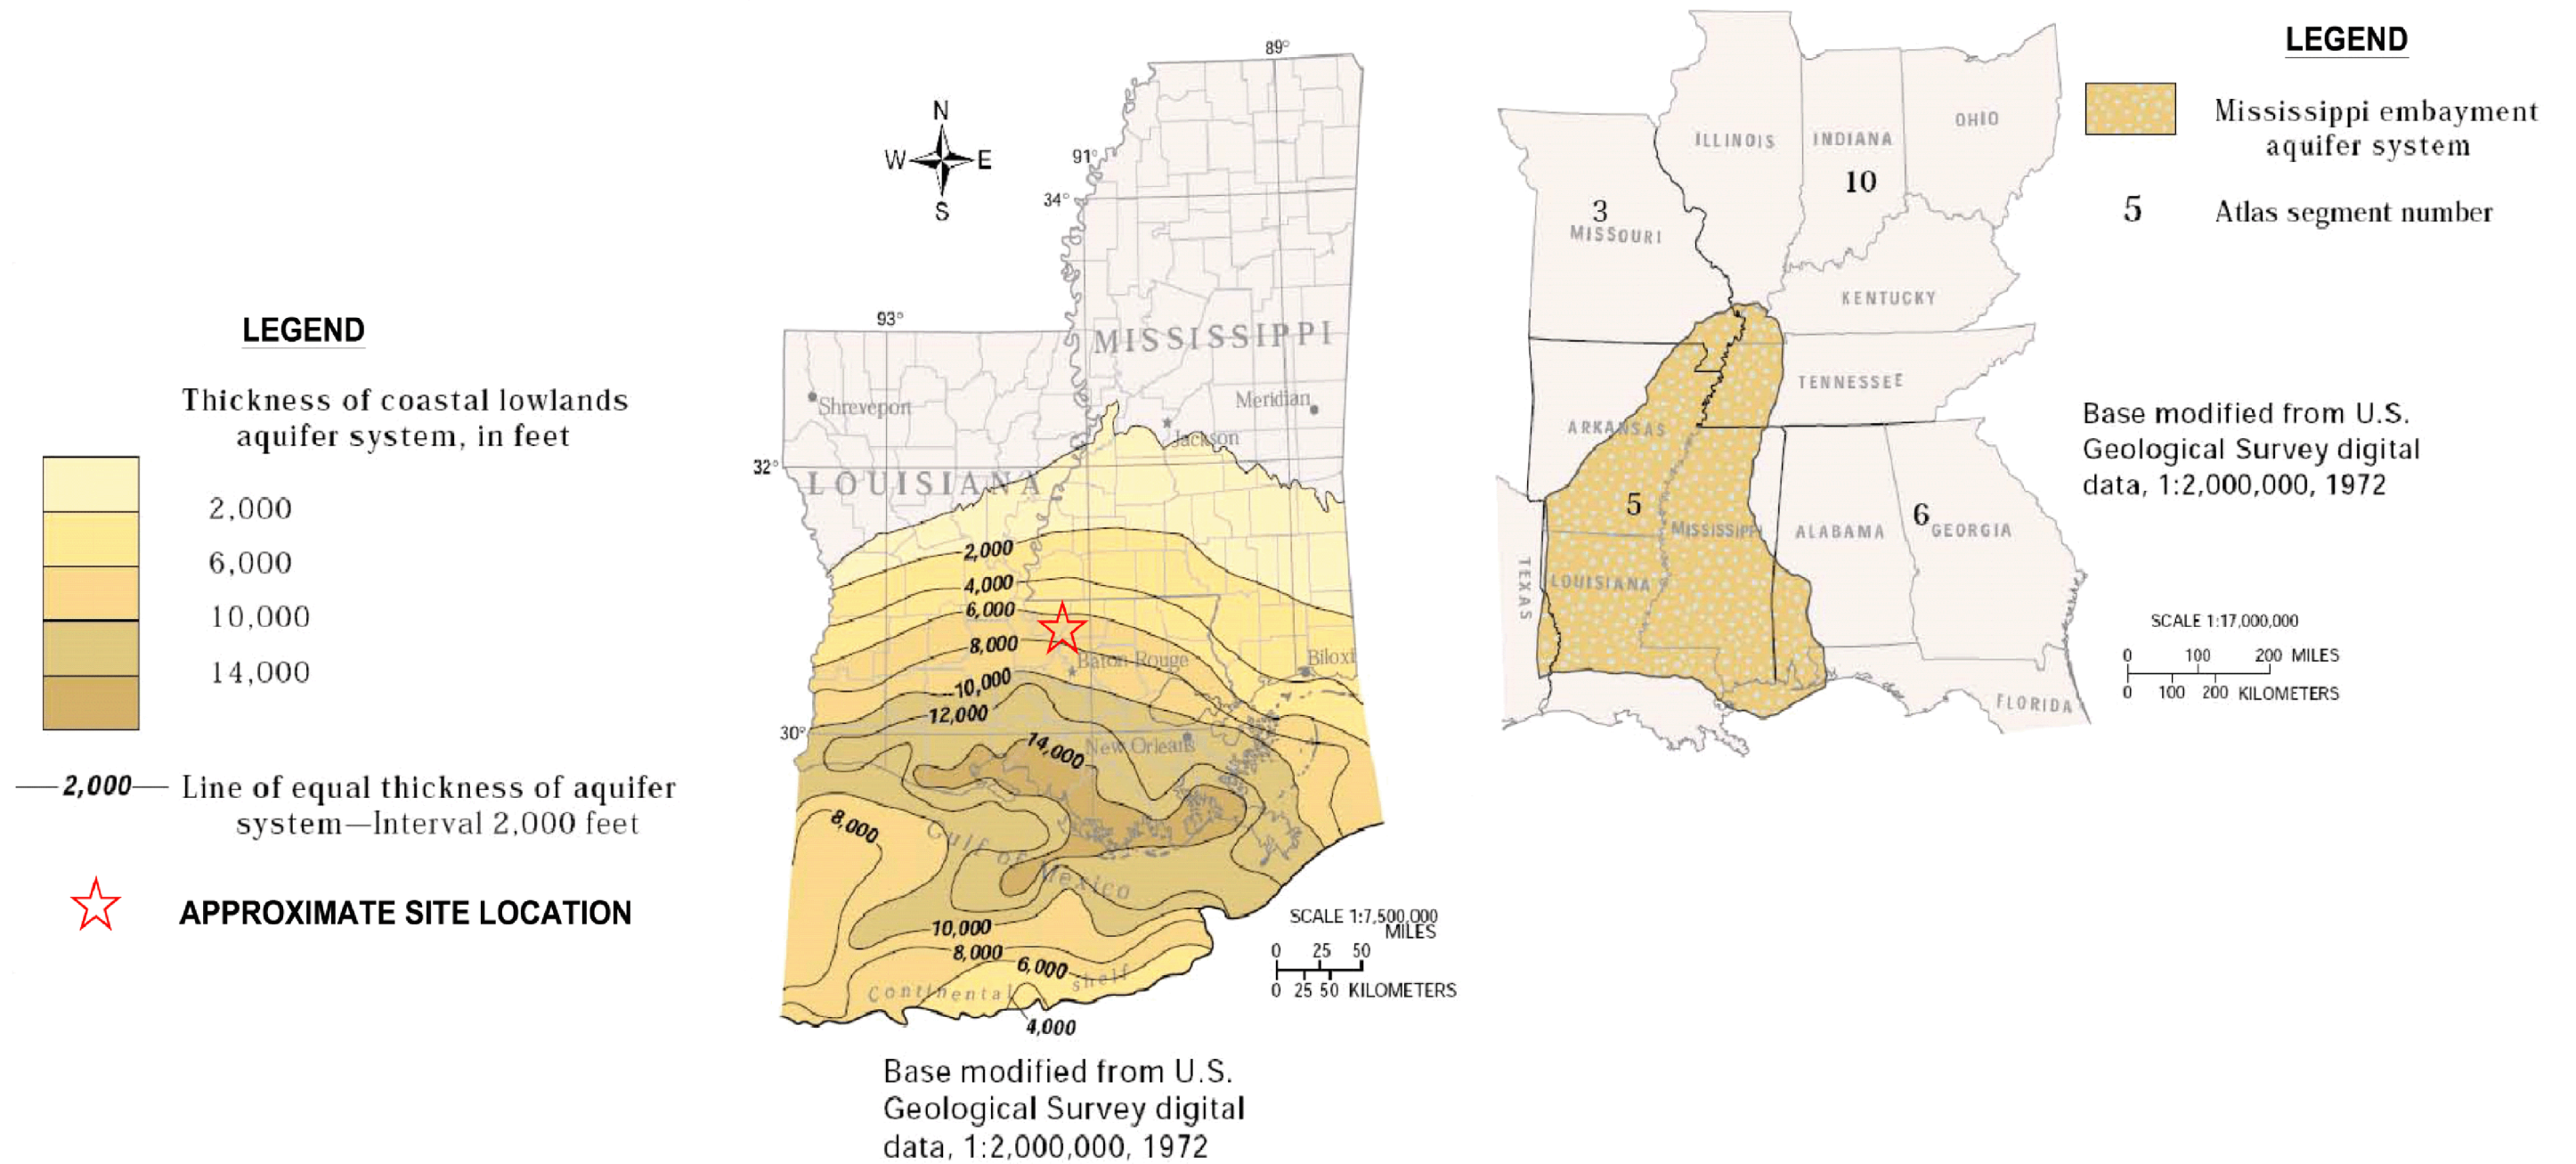 LEGEND
Thickness of coastal lowlands
aquifer system, in feet
2,000
6,000
10,000
14,000
—2,000— Line of equal thickness of aquifer
system—Interval 2,000 feet
APPROXIMATE SITE LOCATION
N
W E
S
89°
91°
34°
93°
MISSISSIPPI
Shreveport
Meridian
Jackson
32°
LOUISIANA
2,000
4,000
6,000
8,000
Baton Rouge
Biloxi
10,000
12,000
30°
14,000
New Orleans
8,000
Gulf of Mexico
10,000
8,000
6,000
Continental shelf
4,000
SCALE 1:7,500,000
MILES
0 25 50
0 25 50 KILOMETERS
Base modified from U.S.
Geological Survey digital
data, 1:2,000,000, 1972
ILLINOIS
INDIANA
OHIO
10
3
MISSOURI
KENTUCKY
TENNESSEE
ARKANSAS
5
MISSISSIPPI
ALABAMA
6
GEORGIA
TEXAS
LOUISIANA
FLORIDA
LEGEND
Mississippi embayment
aquifer system
5 Atlas segment number
Base modified from U.S.
Geological Survey digital
data, 1:2,000,000, 1972
SCALE 1:17,000,000
0 100 200 MILES
0 100 200 KILOMETERS